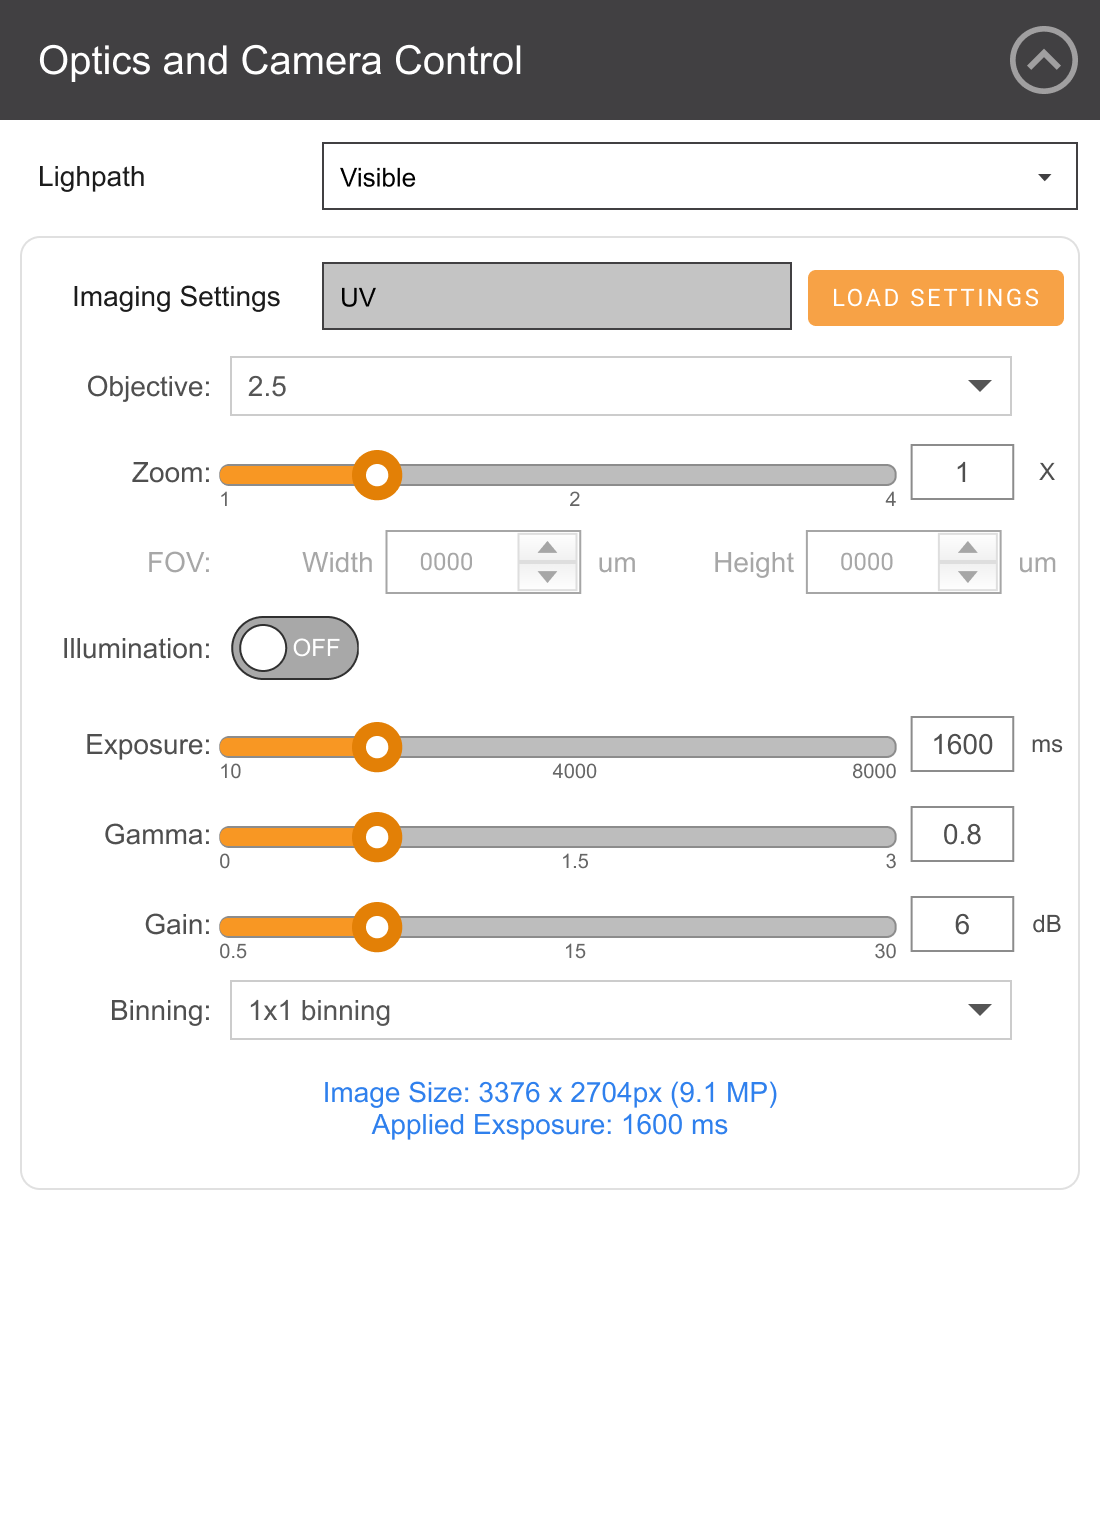 Optics and Camera Control
Lighpath Visible
Imaging Settings UV LOAD SETTINGS
Objective: 2.5
Zoom: 1 X
1 2 4
FOV: Width 0000 um Height 0000 um
Illumination: OFF
Exposure: 1600 ms
10 4000 8000
Gamma: 0.8
0 1.5 3
Gain: 6 dB
0.5 15 30
Binning: 1x1 binning
Image Size: 3376 x 2704px (9.1 MP)
Applied Exsposure: 1600 ms